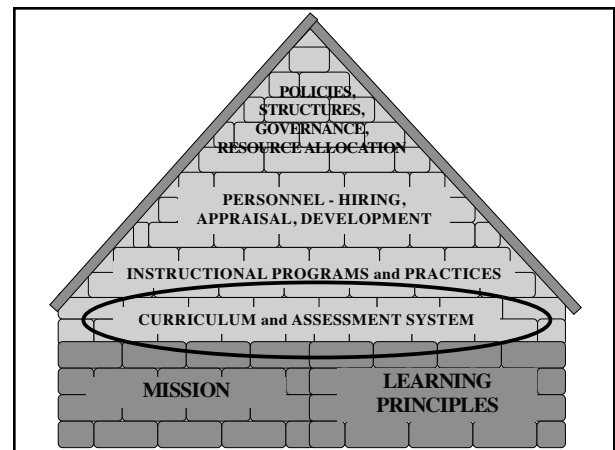 POLICIES,
STRUCTURES,
GOVERNANCE,
RESOURCE ALLOCATION
PERSONNEL - HIRING,
APPRAISAL, DEVELOPMENT
INSTRUCTIONAL PROGRAMS and PRACTICES
CURRICULUM and ASSESSMENT SYSTEM
MISSION
LEARNING
PRINCIPLES